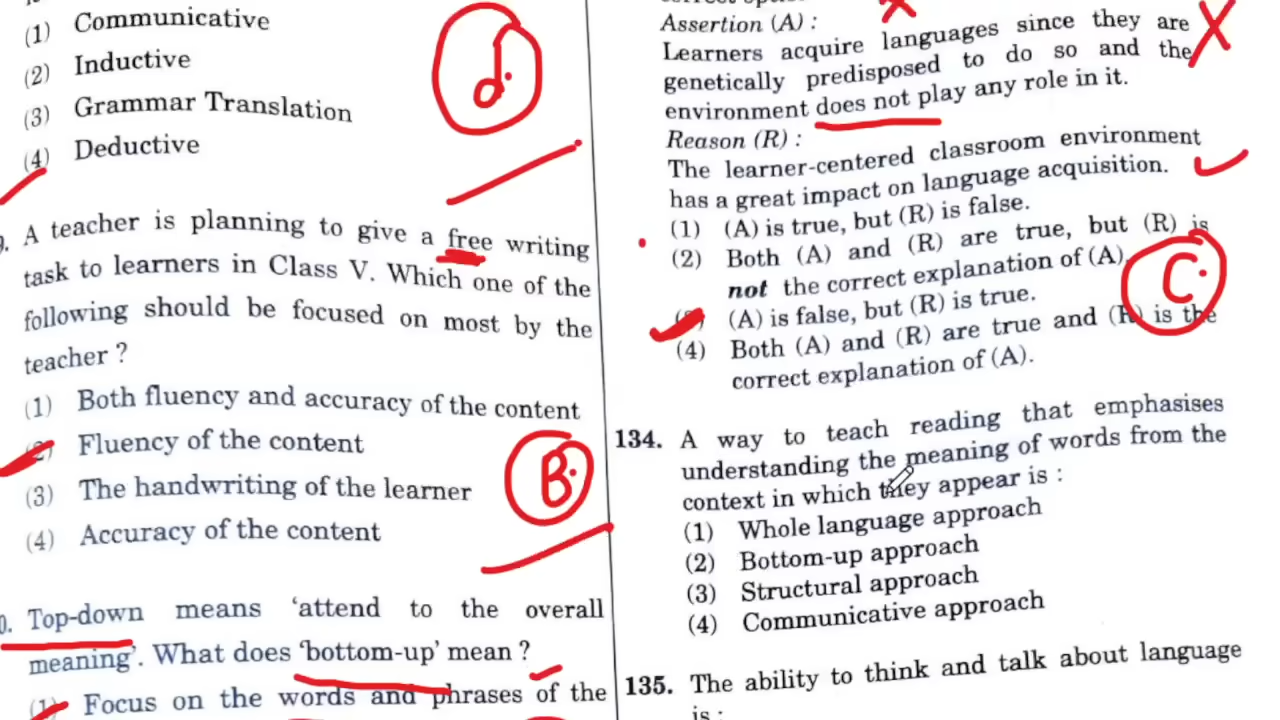 (1) Communicative
(2) Inductive
(3) Grammar Translation
(4) Deductive
d.
9. A teacher is planning to give a free writing
task to learners in Class V. Which one of the
following should be focused on most by the
teacher ?
(1) Both fluency and accuracy of the content
(2) Fluency of the content
(3) The handwriting of the learner
(4) Accuracy of the content
B.
0. Top-down means ‘attend to the overall
meaning’. What does ‘bottom-up’ mean ?
(1) Focus on the words and phrases of the
Assertion (A) :
Learners acquire languages since they are
genetically predisposed to do so and the
environment does not play any role in it.
Reason (R) :
The learner-centered classroom environment
has a great impact on language acquisition.
(1) (A) is true, but (R) is false.
(2) Both (A) and (R) are true, but (R) is
not the correct explanation of (A).
(A) is false, but (R) is true.
(4) Both (A) and (R) are true and (R) is the
correct explanation of (A).
C.
134. A way to teach reading that emphasises
understanding the meaning of words from the
context in which they appear is :
(1) Whole language approach
(2) Bottom-up approach
(3) Structural approach
(4) Communicative approach
135. The ability to think and talk about language
is :